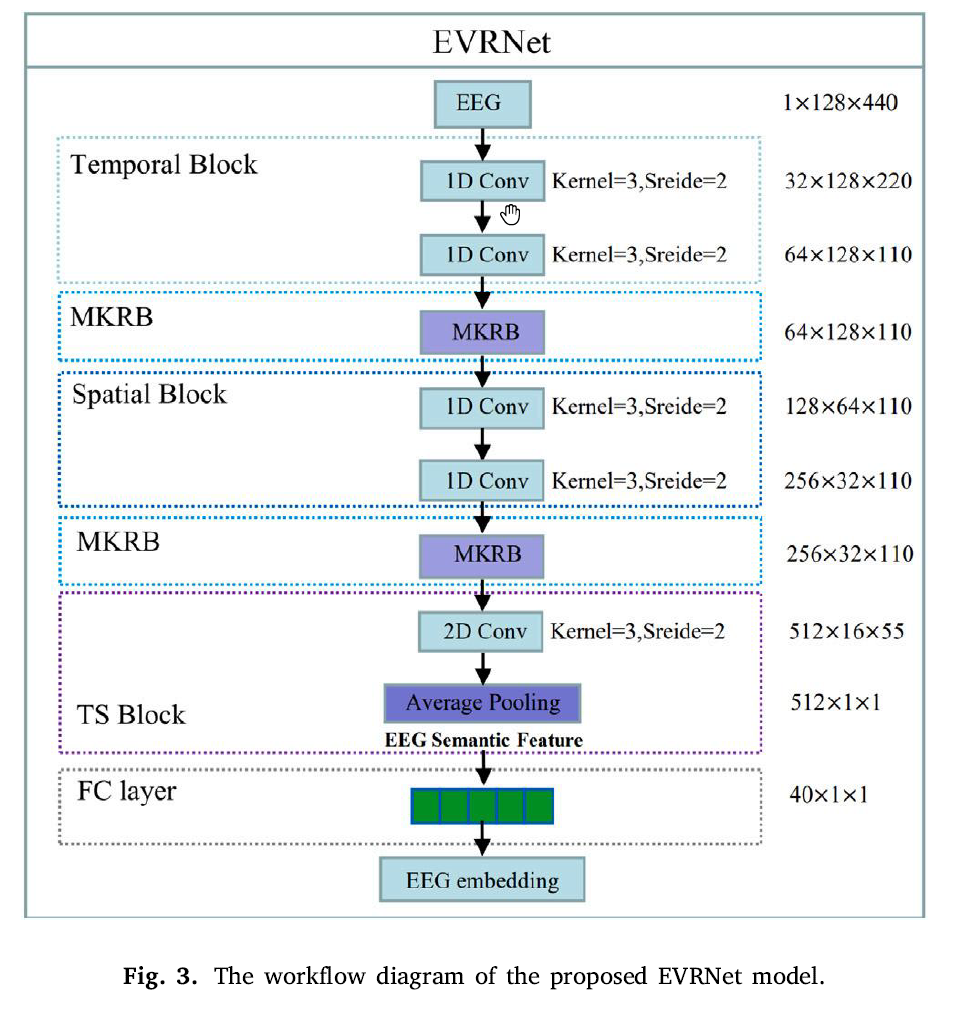 EVRNet
EEG 1×128×440
Temporal Block
1D Conv Kernel=3,Sreide=2 32×128×220
1D Conv Kernel=3,Sreide=2 64×128×110
MKRB
MKRB 64×128×110
Spatial Block
1D Conv Kernel=3,Sreide=2 128×64×110
1D Conv Kernel=3,Sreide=2 256×32×110
MKRB
MKRB 256×32×110
2D Conv Kernel=3,Sreide=2 512×16×55
Average Pooling 512×1×1
TS Block
EEG Semantic Feature
FC layer 40×1×1
EEG embedding
Fig. 3. The workflow diagram of the proposed EVRNet model.